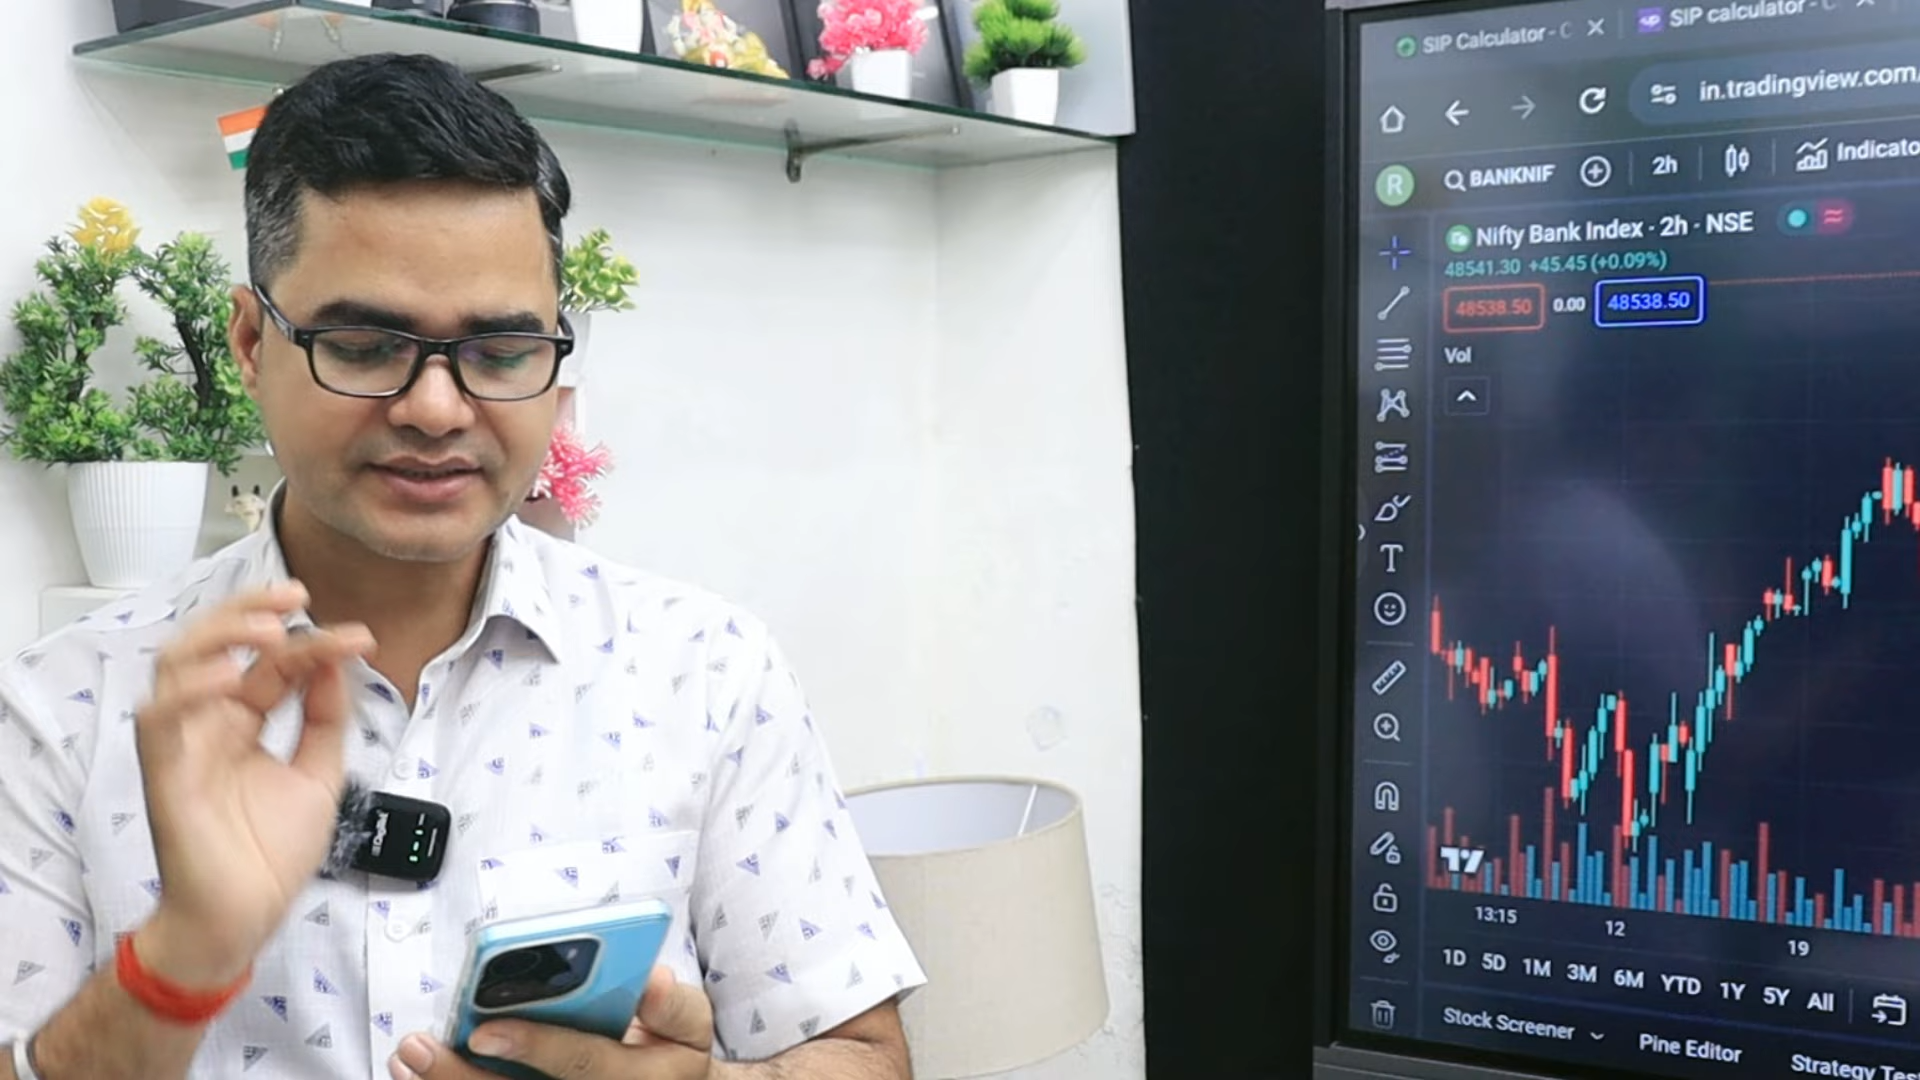 SIP Calculator - C
SIP calculator - C
in.tradingview.com/
R
BANKNIF
2h
Indicato
Nifty Bank Index · 2h · NSE
48541.30 +45.45 (+0.09%)
48538.50 0.00 48538.50
Vol
T
13:15 12 19
1D 5D 1M 3M 6M YTD 1Y 5Y All
Stock Screener Pine Editor Strategy Tes